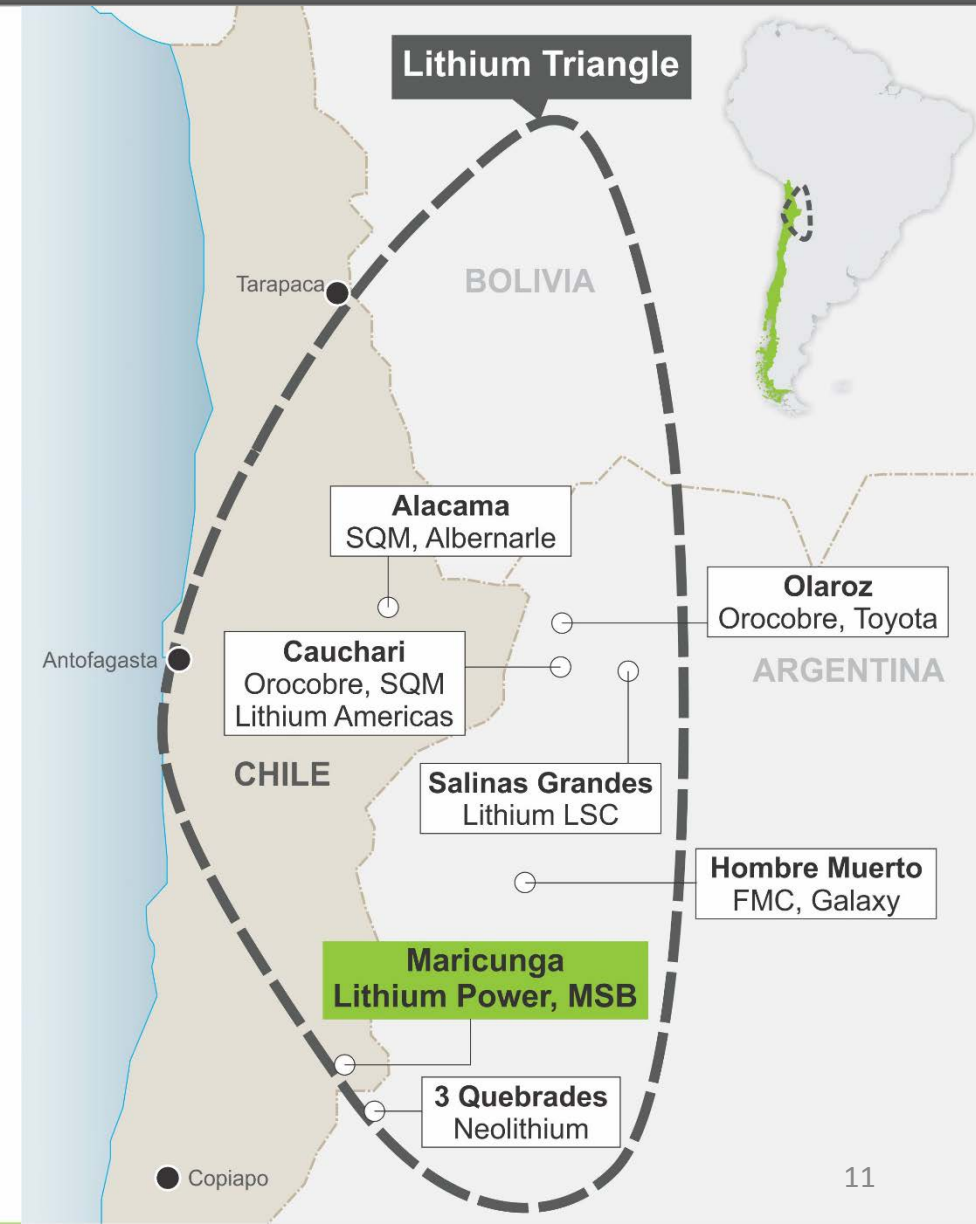 Lithium Triangle
Tarapaca
BOLIVIA
Alacama
SQM, Albernarle
Olaroz
Orocobre, Toyota
Antofagasta
Cauchari
Orocobre, SQM
Lithium Americas
ARGENTINA
CHILE
Salinas Grandes
Lithium LSC
Hombre Muerto
FMC, Galaxy
Maricunga
Lithium Power, MSB
3 Quebrades
Neolithium
Copiapo
11